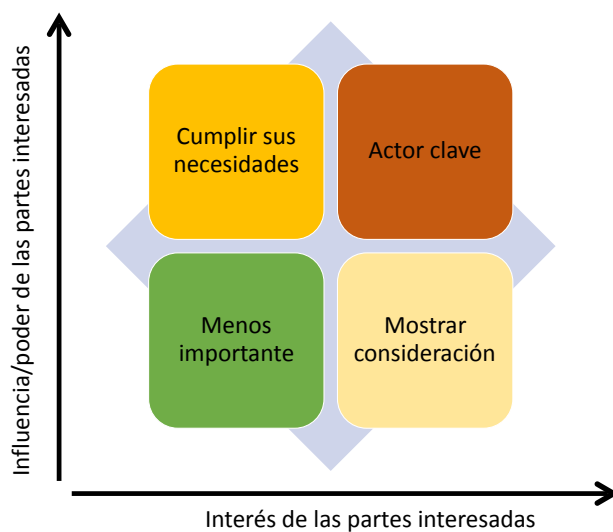 Influencia/poder de las partes interesadas
Cumplir sus
necesidades
Actor clave
Menos
importante
Mostrar
consideración
Interés de las partes interesadas